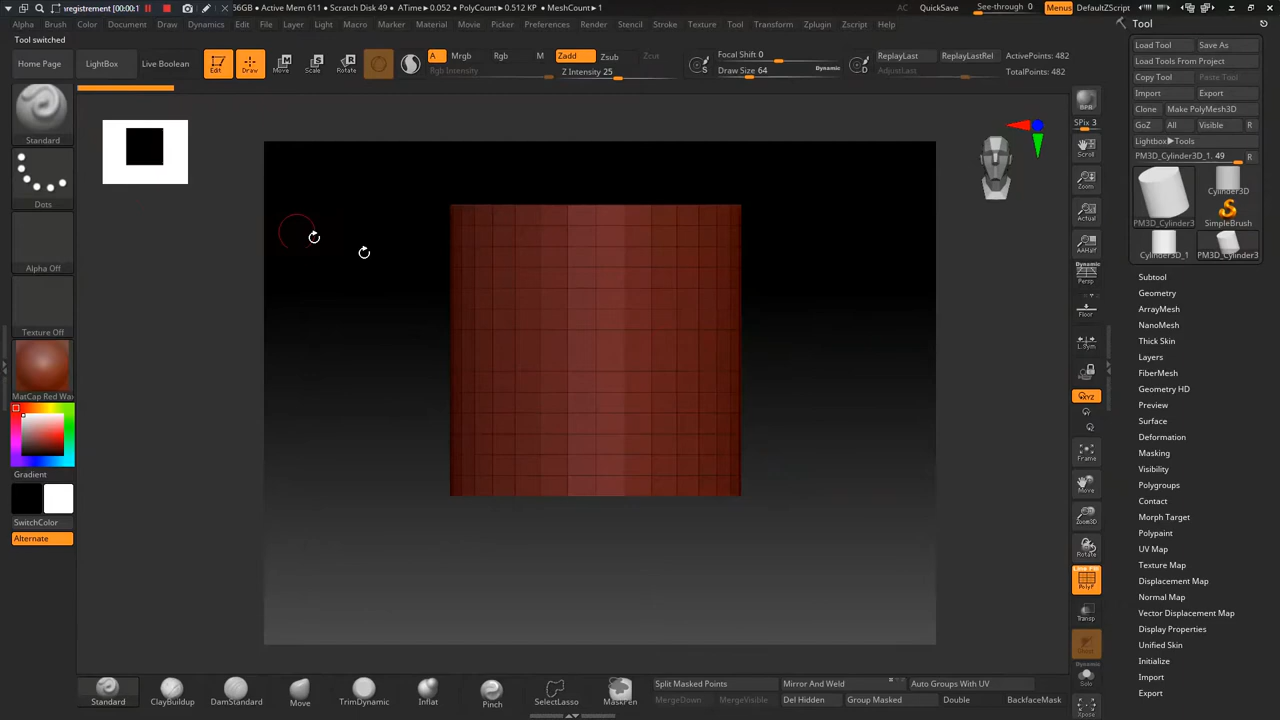 nregistrement [00:00:1
56GB • Active Mem 611 • Scratch Disk 49 • ATime▸0.052 • PolyCount▸0.512 KP • MeshCount▸1
AC
QuickSave
See-through 0
Menus
DefaultZScript
Alpha Brush Color Document Draw Dynamics Edit File Layer Light Macro Marker Material Movie Picker Preferences Render Stencil Stroke Texture Tool Transform Zplugin Zscript Help
Tool
Tool switched
Load Tool Save As
Load Tools From Project
Copy Tool Paste Tool
Import Export
Clone Make PolyMesh3D
GoZ All Visible R
Lightbox▸Tools
PM3D_Cylinder3D_1. 49 R
Home Page LightBox Live Boolean
Edit Draw Move Scale Rotate
A Mrgb Rgb M Zadd Zsub Zcut
Rgb Intensity Z Intensity 25
Focal Shift 0
Draw Size 64 Dynamic
S D
ReplayLast ReplayLastRel
AdjustLast
ActivePoints: 482
TotalPoints: 482
Standard
Dots
Alpha Off
Texture Off
MatCap Red Wa
Gradient
SwitchColor
Alternate
BPR
SPix 3
Scroll
Zoom
Actual
AAHalf
Dynamic
Persp
Floor
L.Sym
XYZ
Frame
Move
Zoom3D
Rotate
Line Fill
PolyF
Transp
Ghost
Dynamic
Solo
Xpose
PM3D_Cylinder3
Cylinder3D
SimpleBrush
Cylinder3D_1
PM3D_Cylinder3
Subtool
Geometry
ArrayMesh
NanoMesh
Thick Skin
Layers
FiberMesh
Geometry HD
Preview
Surface
Deformation
Masking
Visibility
Polygroups
Contact
Morph Target
Polypaint
UV Map
Texture Map
Displacement Map
Normal Map
Vector Displacement Map
Display Properties
Unified Skin
Initialize
Import
Export
Standard ClayBuildup DamStandard Move TrimDynamic Inflat Pinch SelectLasso MaskPen
Split Masked Points Mirror And Weld Auto Groups With UV
MergeDown MergeVisible Del Hidden Group Masked Double BackfaceMask